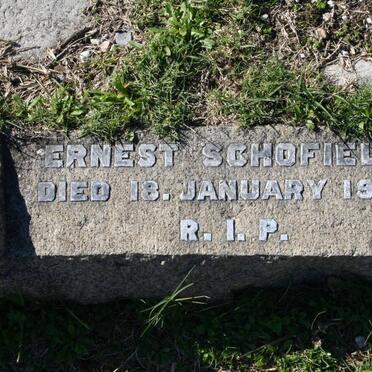 ERNEST SCHOFIEL
DIED 18. JANUARY 19
R. I. P.